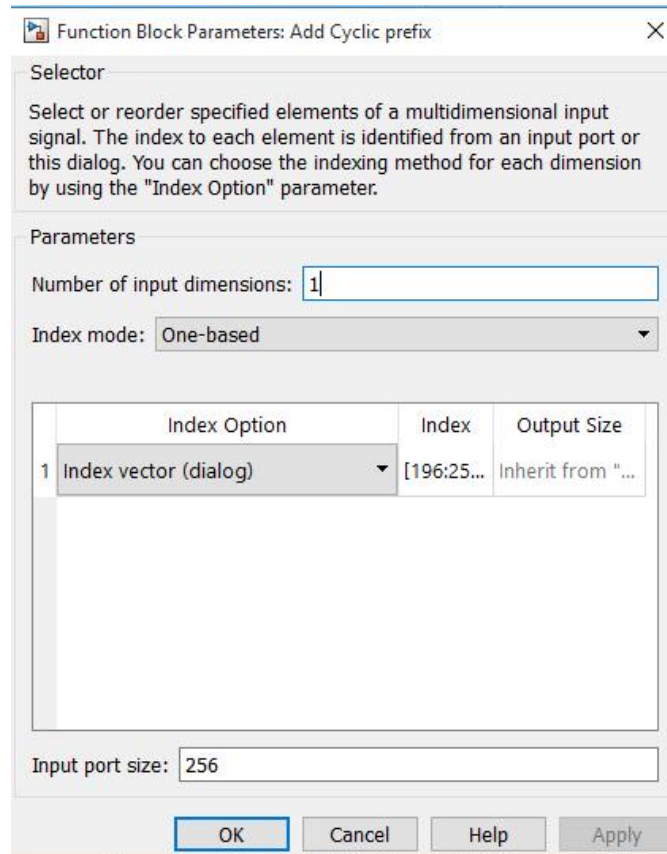 Function Block Parameters: Add Cyclic prefix
Selector
Select or reorder specified elements of a multidimensional input
signal. The index to each element is identified from an input port or
this dialog. You can choose the indexing method for each dimension
by using the "Index Option" parameter.
Parameters
Number of input dimensions: 1
Index mode: One-based
Index Option Index Output Size
1 Index vector (dialog) [196:25... Inherit from "...
Input port size: 256
OK Cancel Help Apply